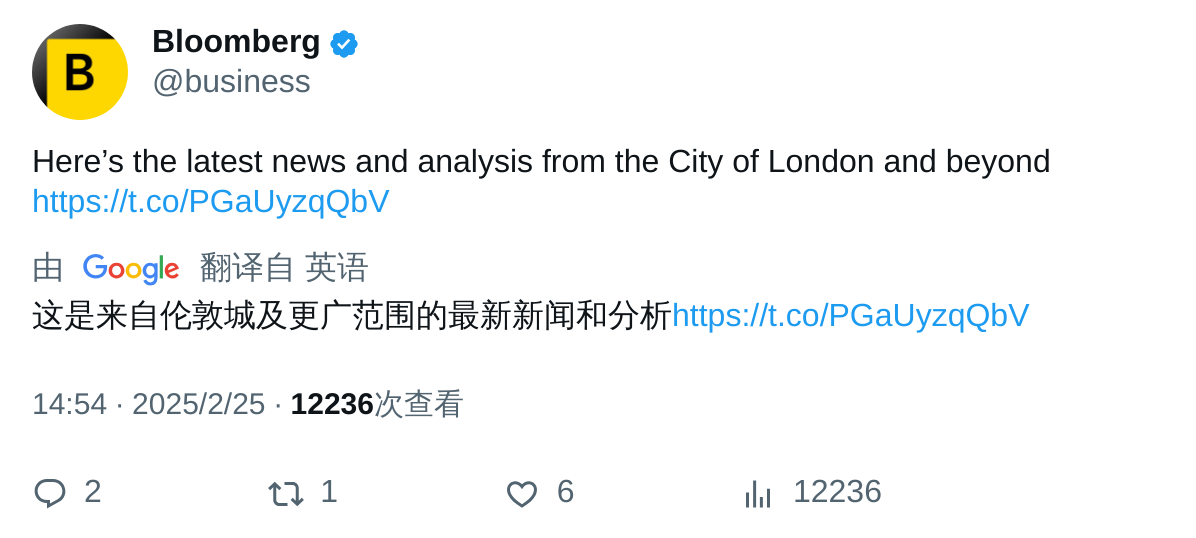 B
Bloomberg
@business
Here’s the latest news and analysis from the City of London and beyond
https://t.co/PGaUyzqQbV
由 Google 翻译自 英语
这是来自伦敦城及更广范围的最新新闻和分析https://t.co/PGaUyzqQbV
14:54 · 2025/2/25 · 12236次查看
2 1 6 12236